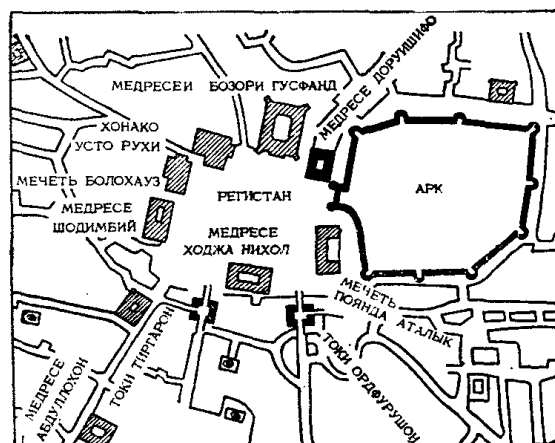 МЕДРЕСЕИ БОЗОРИ ГУСФАНД
МЕДРЕСЕ ДОРУИШИФО
ХОНАКО
УСТО РУХИ
МЕЧЕТЬ БОЛОХАУЗ
МЕДРЕСЕ
ШОДИМБИЙ
РЕГИСТАН
АРК
МЕДРЕСЕ
ХОДЖА НИХОЛ
МЕЧЕТЬ
ПОЯНДА АТАЛЫК
МЕДРЕСЕ
АБДУЛЛОХОН
ТОКИ ТИРГАРОН
ТОКИ ОРДФУРУШОН